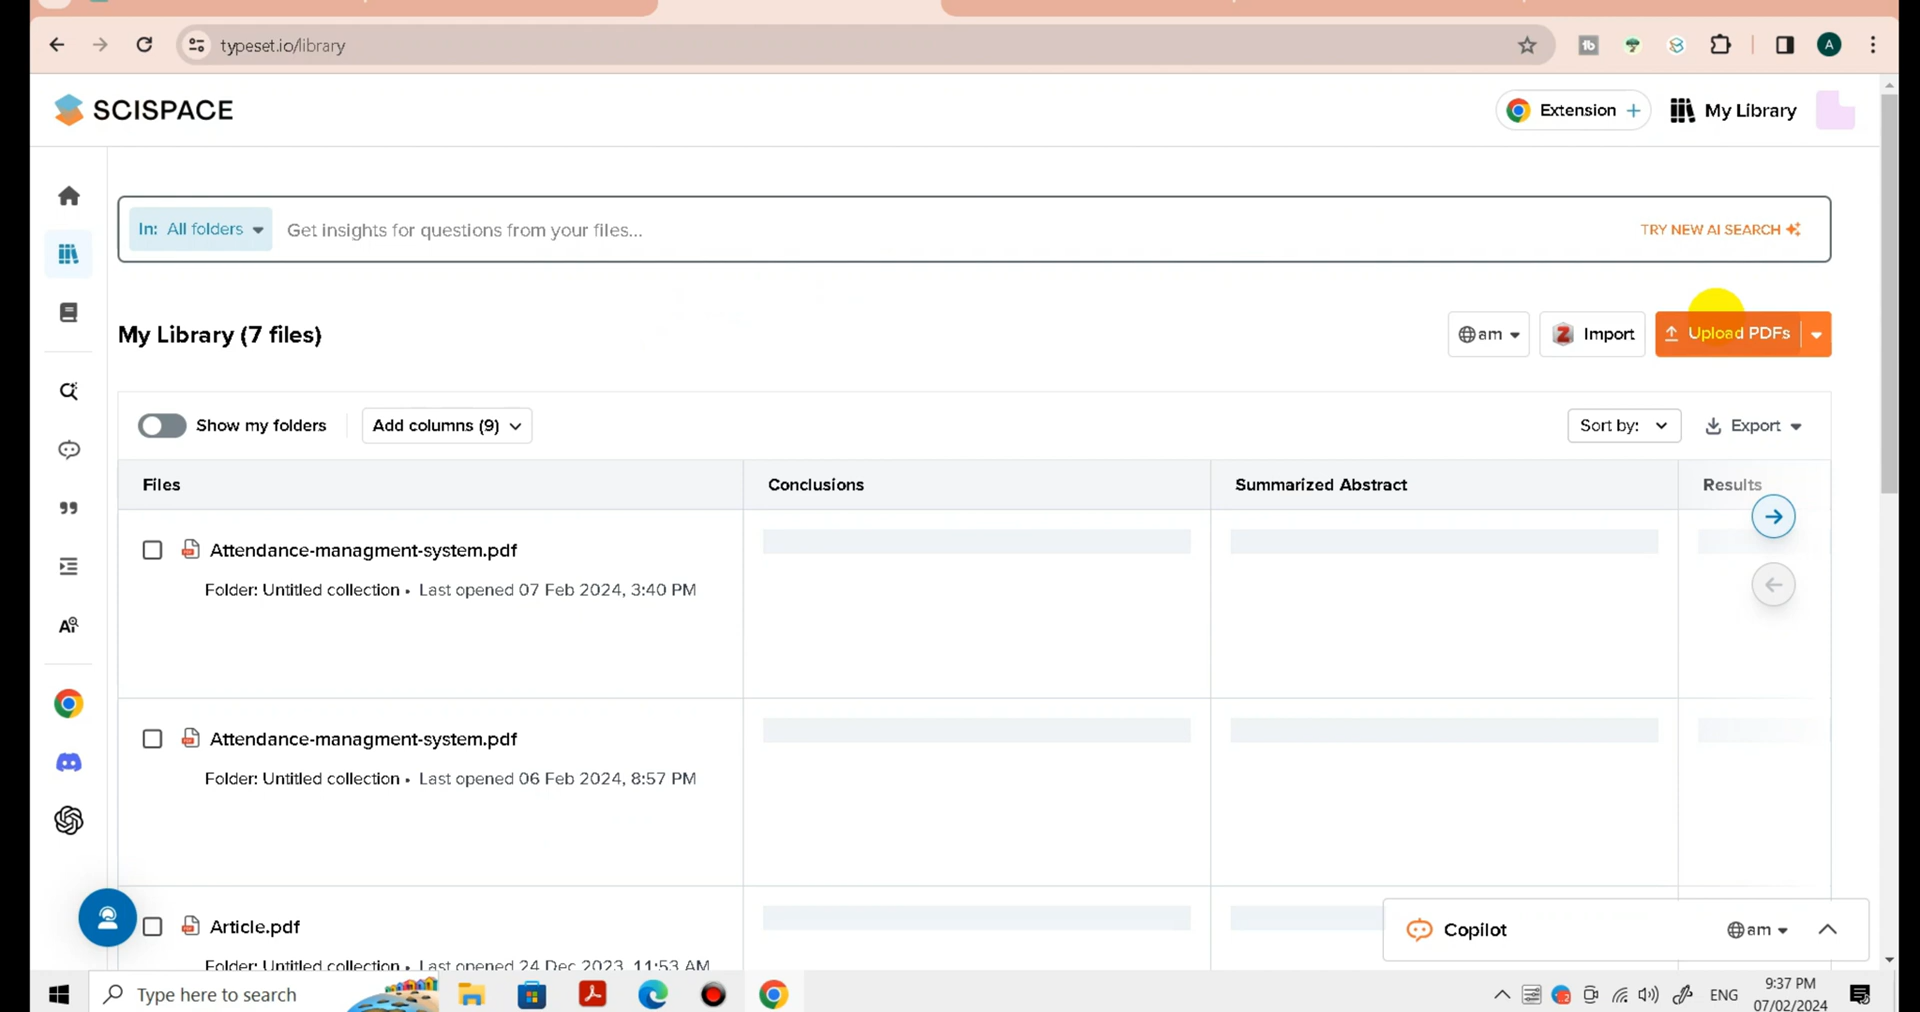 typeset.io/library
SCISPACE
Extension +
My Library
In: All folders
Get insights for questions from your files...
TRY NEW AI SEARCH
My Library (7 files)
am
Import
Upload PDFs
Show my folders
Add columns (9)
Sort by:
Export
Files
Conclusions
Summarized Abstract
Results
Attendance-managment-system.pdf
Folder: Untitled collection • Last opened 07 Feb 2024, 3:40 PM
Attendance-managment-system.pdf
Folder: Untitled collection • Last opened 06 Feb 2024, 8:57 PM
Article.pdf
Folder: Untitled collection • Last opened 24 Dec 2023, 11:53 AM
Copilot
am
Type here to search
ENG
9:37 PM
07/02/2024